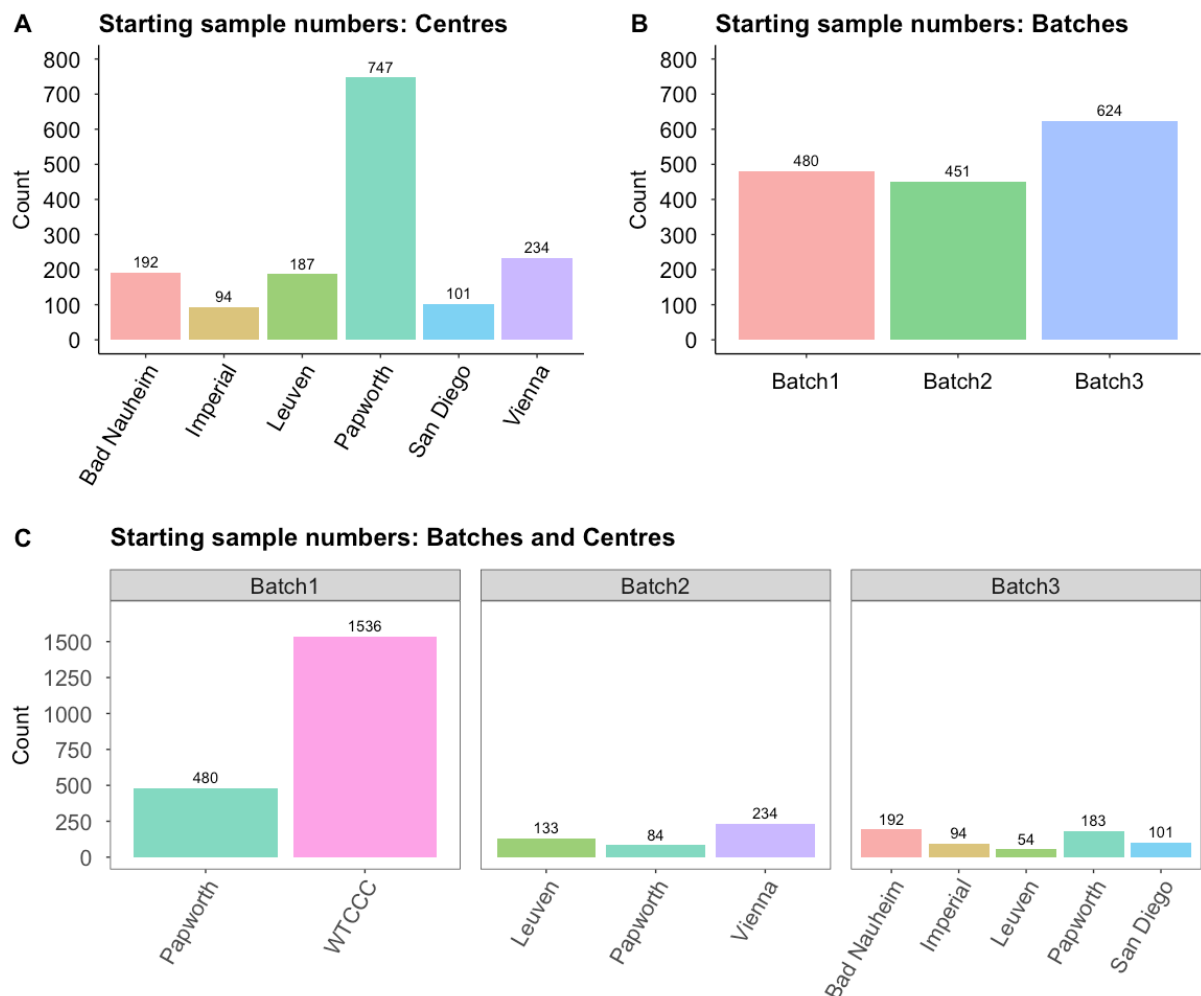 A Starting sample numbers: Centres
800
700
600
500
400
300
200
100
0
Count
192
94
187
747
101
234
Bad Nauheim
Imperial
Leuven
Papworth
San Diego
Vienna
B Starting sample numbers: Batches
800
700
600
500
400
300
200
100
0
Count
480
451
624
Batch1
Batch2
Batch3
C Starting sample numbers: Batches and Centres
Batch1
Batch2
Batch3
1500
1250
1000
750
500
250
0
Count
480
1536
133
84
234
192
94
54
183
101
Papworth
WTCCC
Leuven
Papworth
Vienna
Bad Nauheim
Imperial
Leuven
Papworth
San Diego